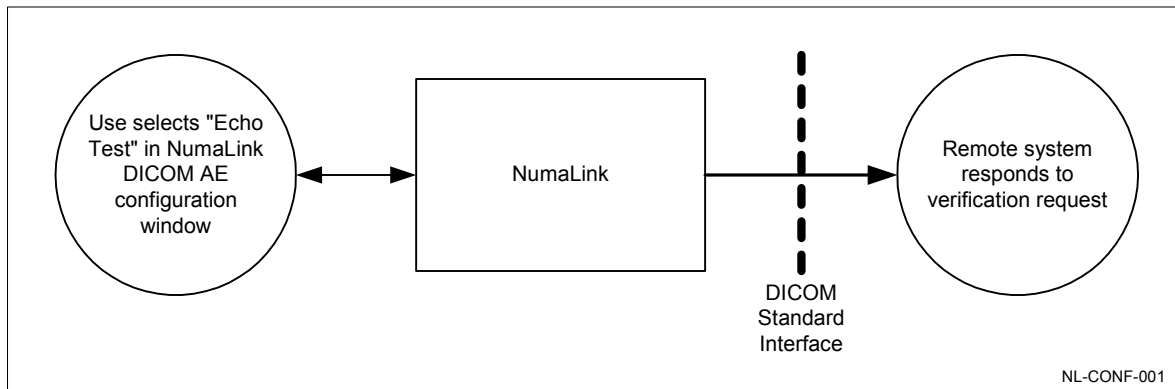 Use selects "Echo
Test" in NumaLink
DICOM AE
configuration
window
NumaLink
Remote system
responds to
verification request
DICOM
Standard
Interface
NL-CONF-001